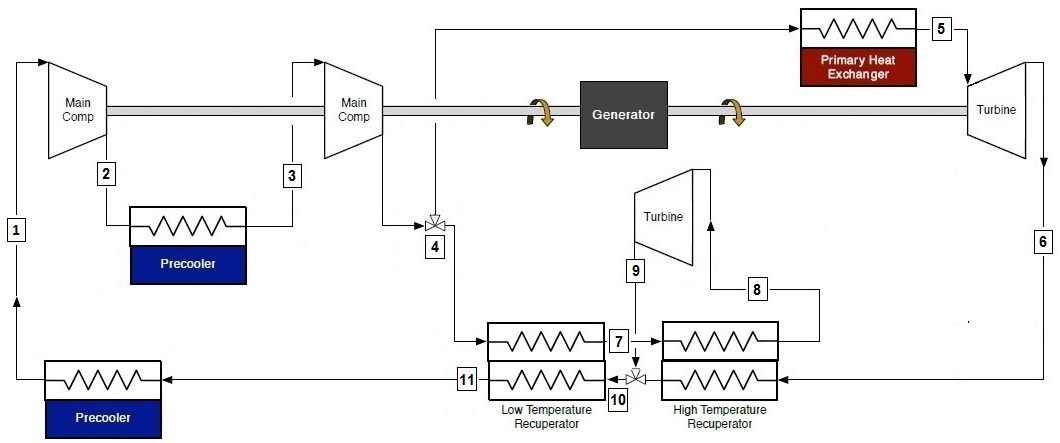 5
Primary Heat
Exchanger
Main
Comp
Main
Comp
Generator
Turbine
2
3
Turbine
1
4
6
Precooler
9
8
7
11
10
Precooler
Low Temperature
Recuperator
High Temperature
Recuperator